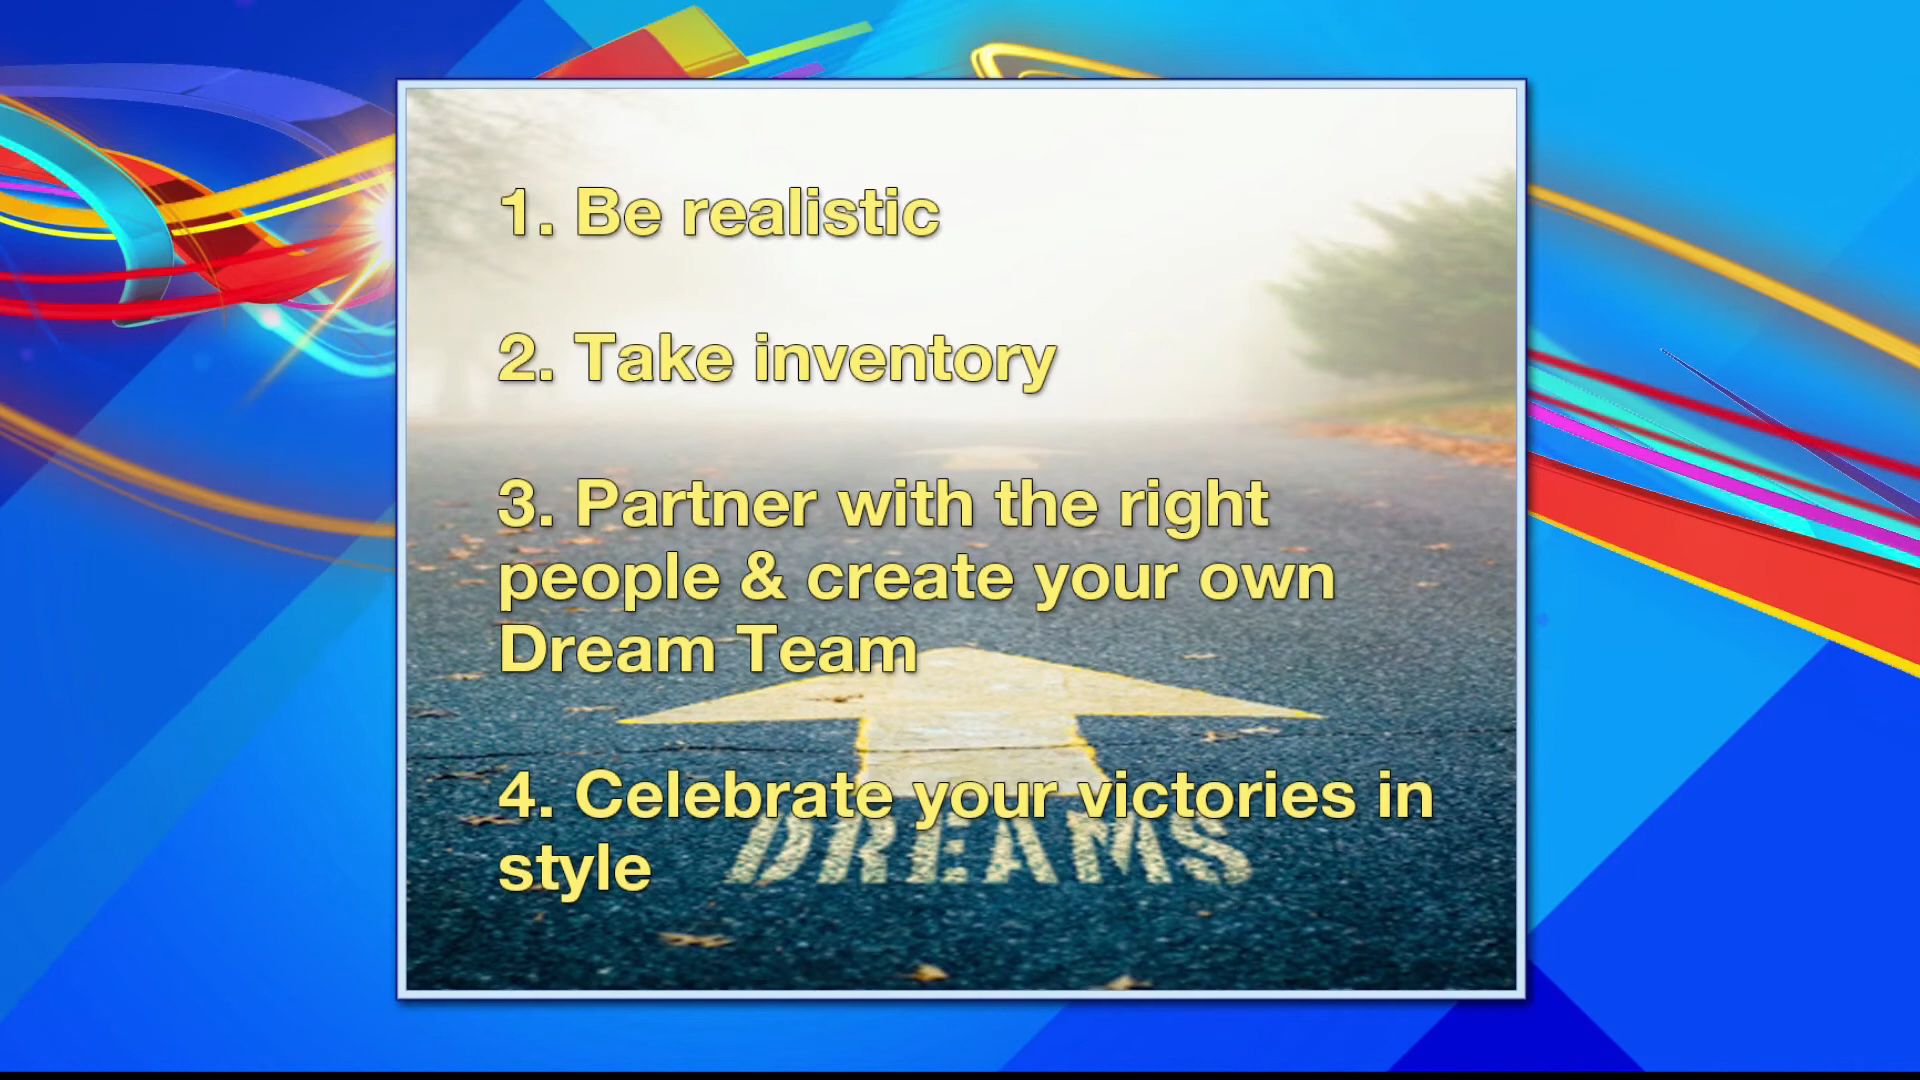 1. Be realistic
2. Take inventory
3. Partner with the right
people & create your own
Dream Team
4. Celebrate your victories in
style
DREAMS